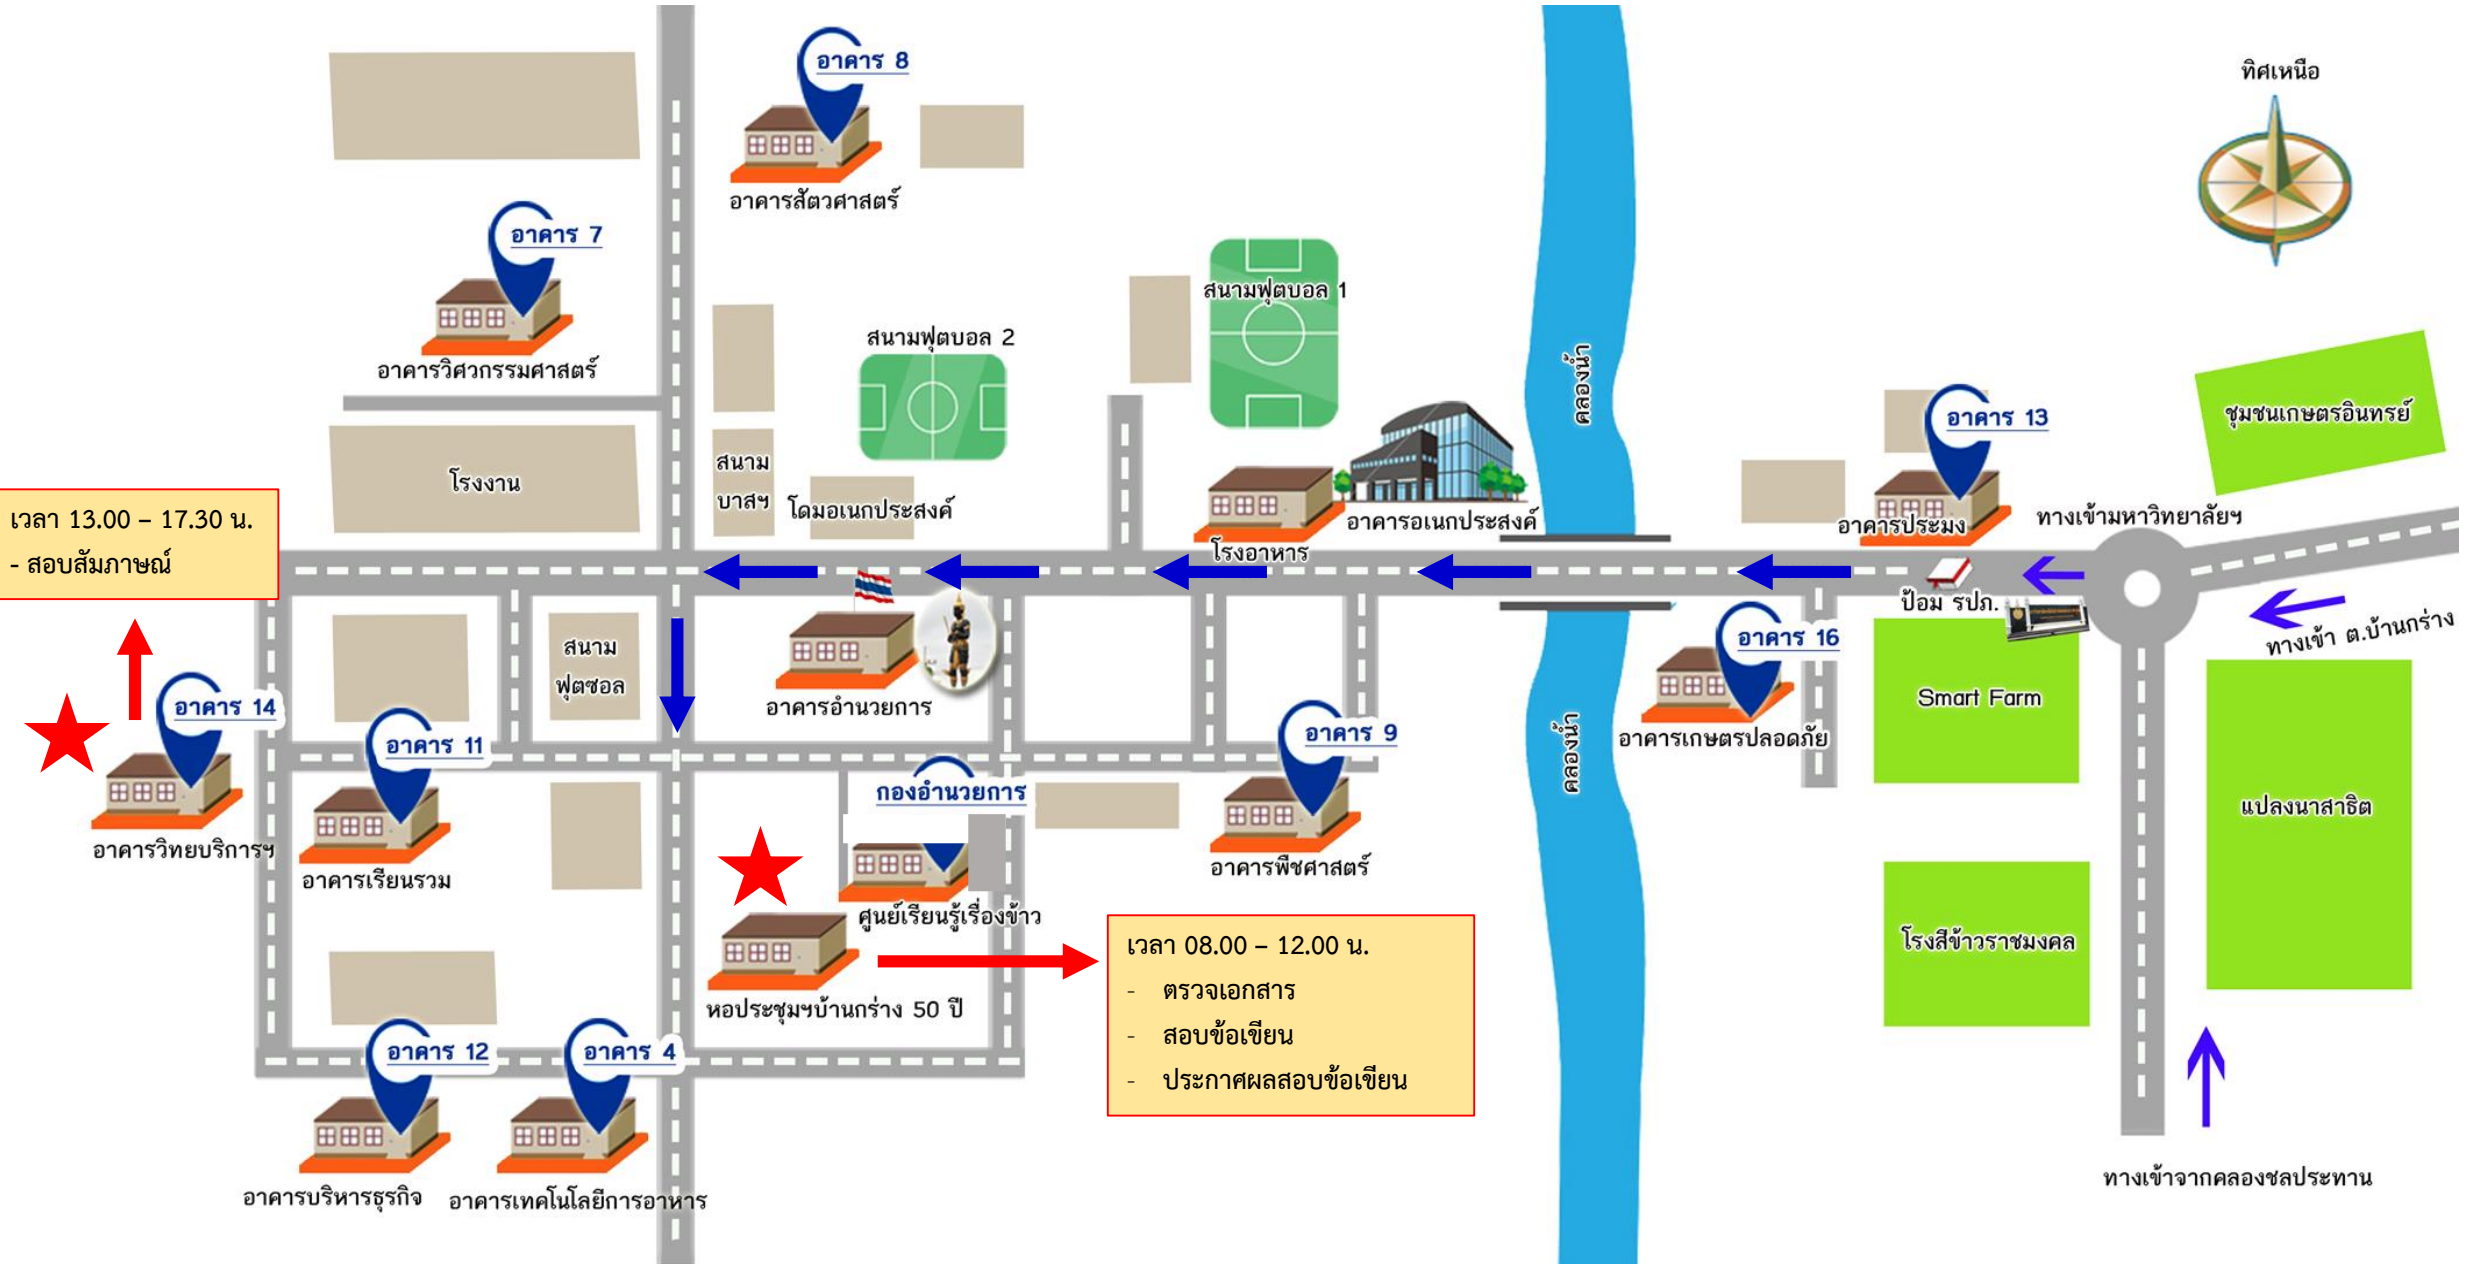 อาคาร 8
อาคารสัตวศาสตร์
ทิศเหนือ
อาคาร 7
อาคารวิศวกรรมศาสตร์
สนามฟุตบอล 1
สนามฟุตบอล 2
คลองน้ำ
อาคาร 13
อาคารประมง
ชุมชนเกษตรอินทรย์
โรงงาน
สนาม
บาสฯ
โดมอเนกประสงค์
อาคารอเนกประสงค์
โรงอาหาร
ทางเข้ามหาวิทยาลัยฯ
เวลา 13.00 – 17.30 น.
- สอบสัมภาษณ์
ป้อม รปภ.
ทางเข้า ต.บ้านกร่าง
สนาม
ฟุตซอล
อาคารอำนวยการ
อาคาร 16
อาคารเกษตรปลอดภัย
Smart Farm
อาคาร 14
อาคารวิทยบริการฯ
อาคาร 11
อาคารเรียนรวม
กองอำนวยการ
ศูนย์เรียนรู้เรื่องข้าว
อาคาร 9
อาคารพืชศาสตร์
คลองน้ำ
แปลงนาสาธิต
โรงสีข้าวราชมงคล
หอประชุมฯบ้านกร่าง 50 ปี
เวลา 08.00 – 12.00 น.
- ตรวจเอกสาร
- สอบข้อเขียน
- ประกาศผลสอบข้อเขียน
อาคาร 12
อาคารบริหารธุรกิจ
อาคาร 4
อาคารเทคโนโลยีการอาหาร
ทางเข้าจากคลองชลประทาน